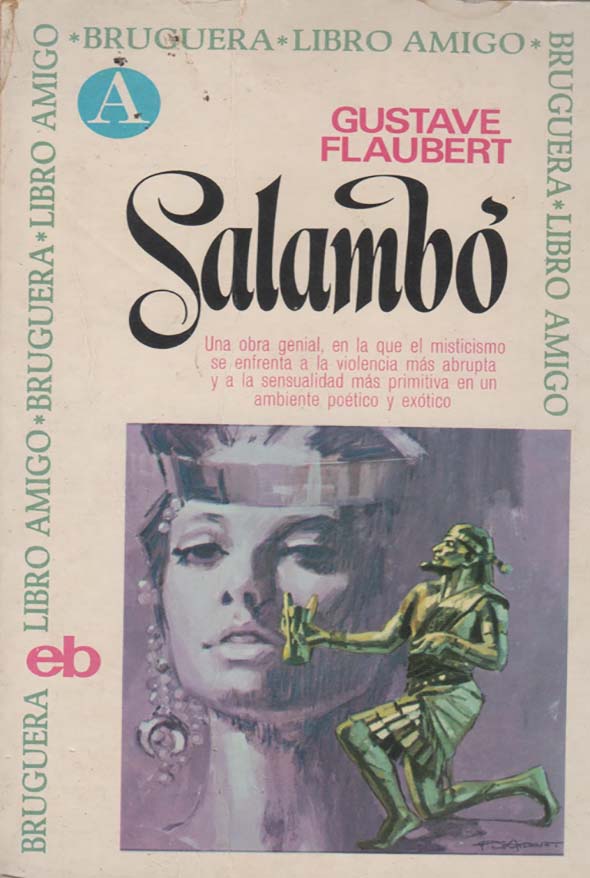 *BRUGUERA*LIBRO AMIGO*
BRUGUERA*LIBRO AMIGO
BRUGUERA LIBRO AMIGO*BRUGUERA*LIBRO AMIGO
A
GUSTAVE
FLAUBERT
Salambó
Una obra genial, en la que el misticismo
se enfrenta a la violencia más abrupta
y a la sensualidad más primitiva en un
ambiente poético y exótico
eb